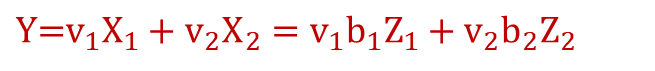 Y=v₁X₁ + v₂X₂ = v₁b₁Z₁ + v₂b₂Z₂